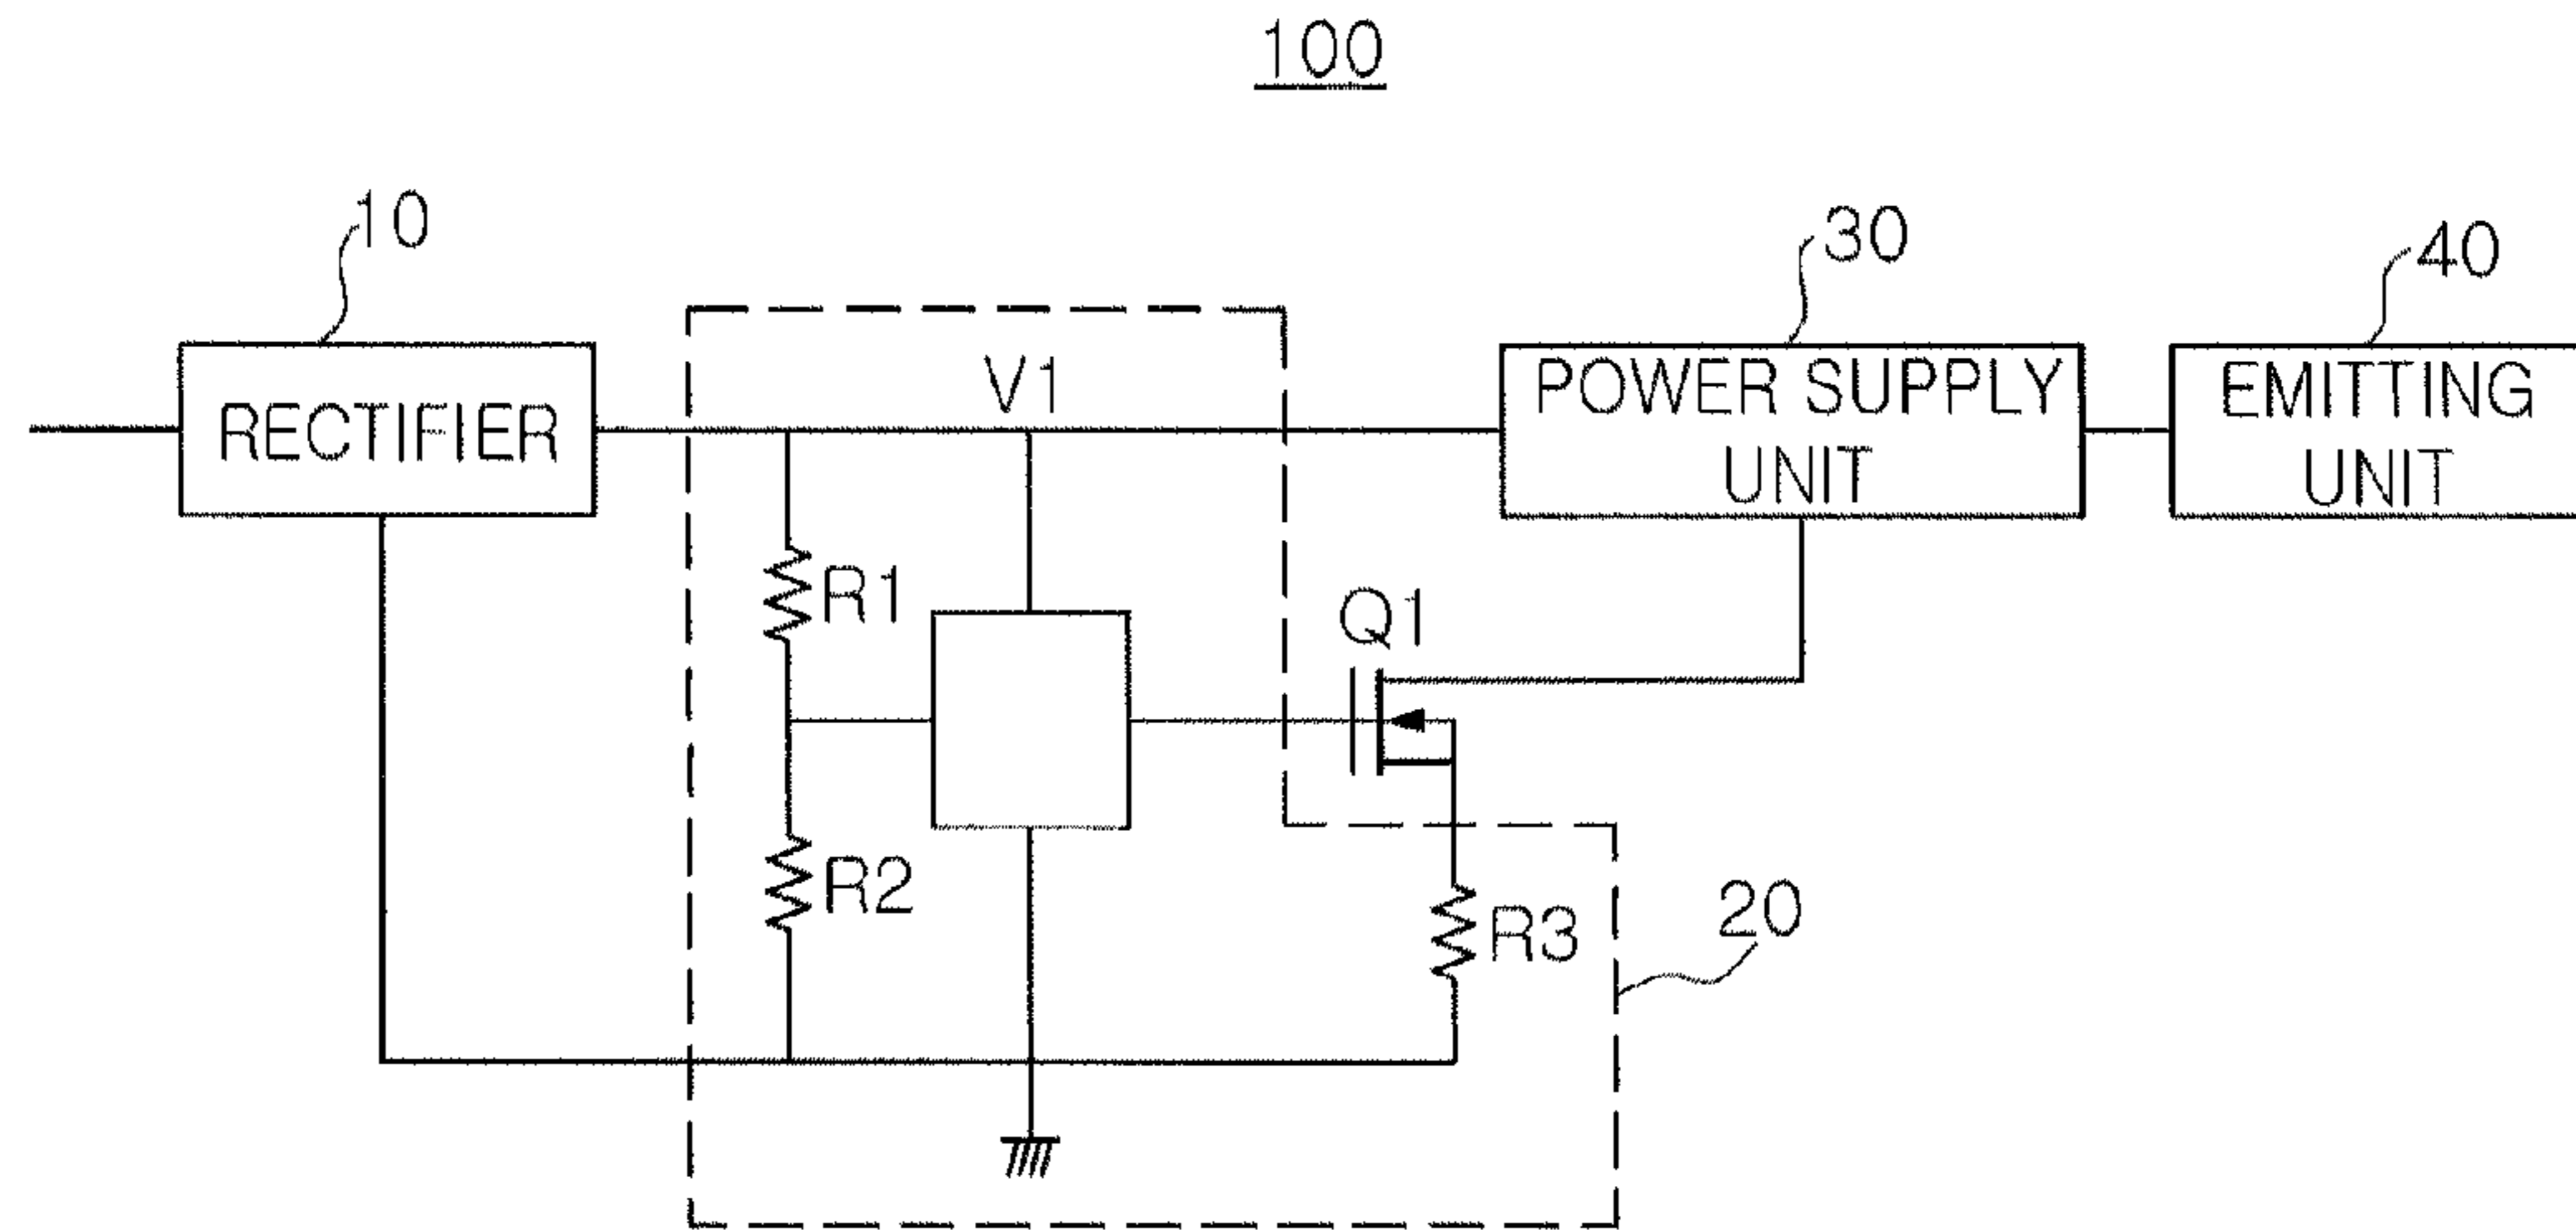 100
10
30
40
V1
RECTIFIER
POWER SUPPLY
UNIT
EMITTING
UNIT
R1
Q1
R2
R3
20